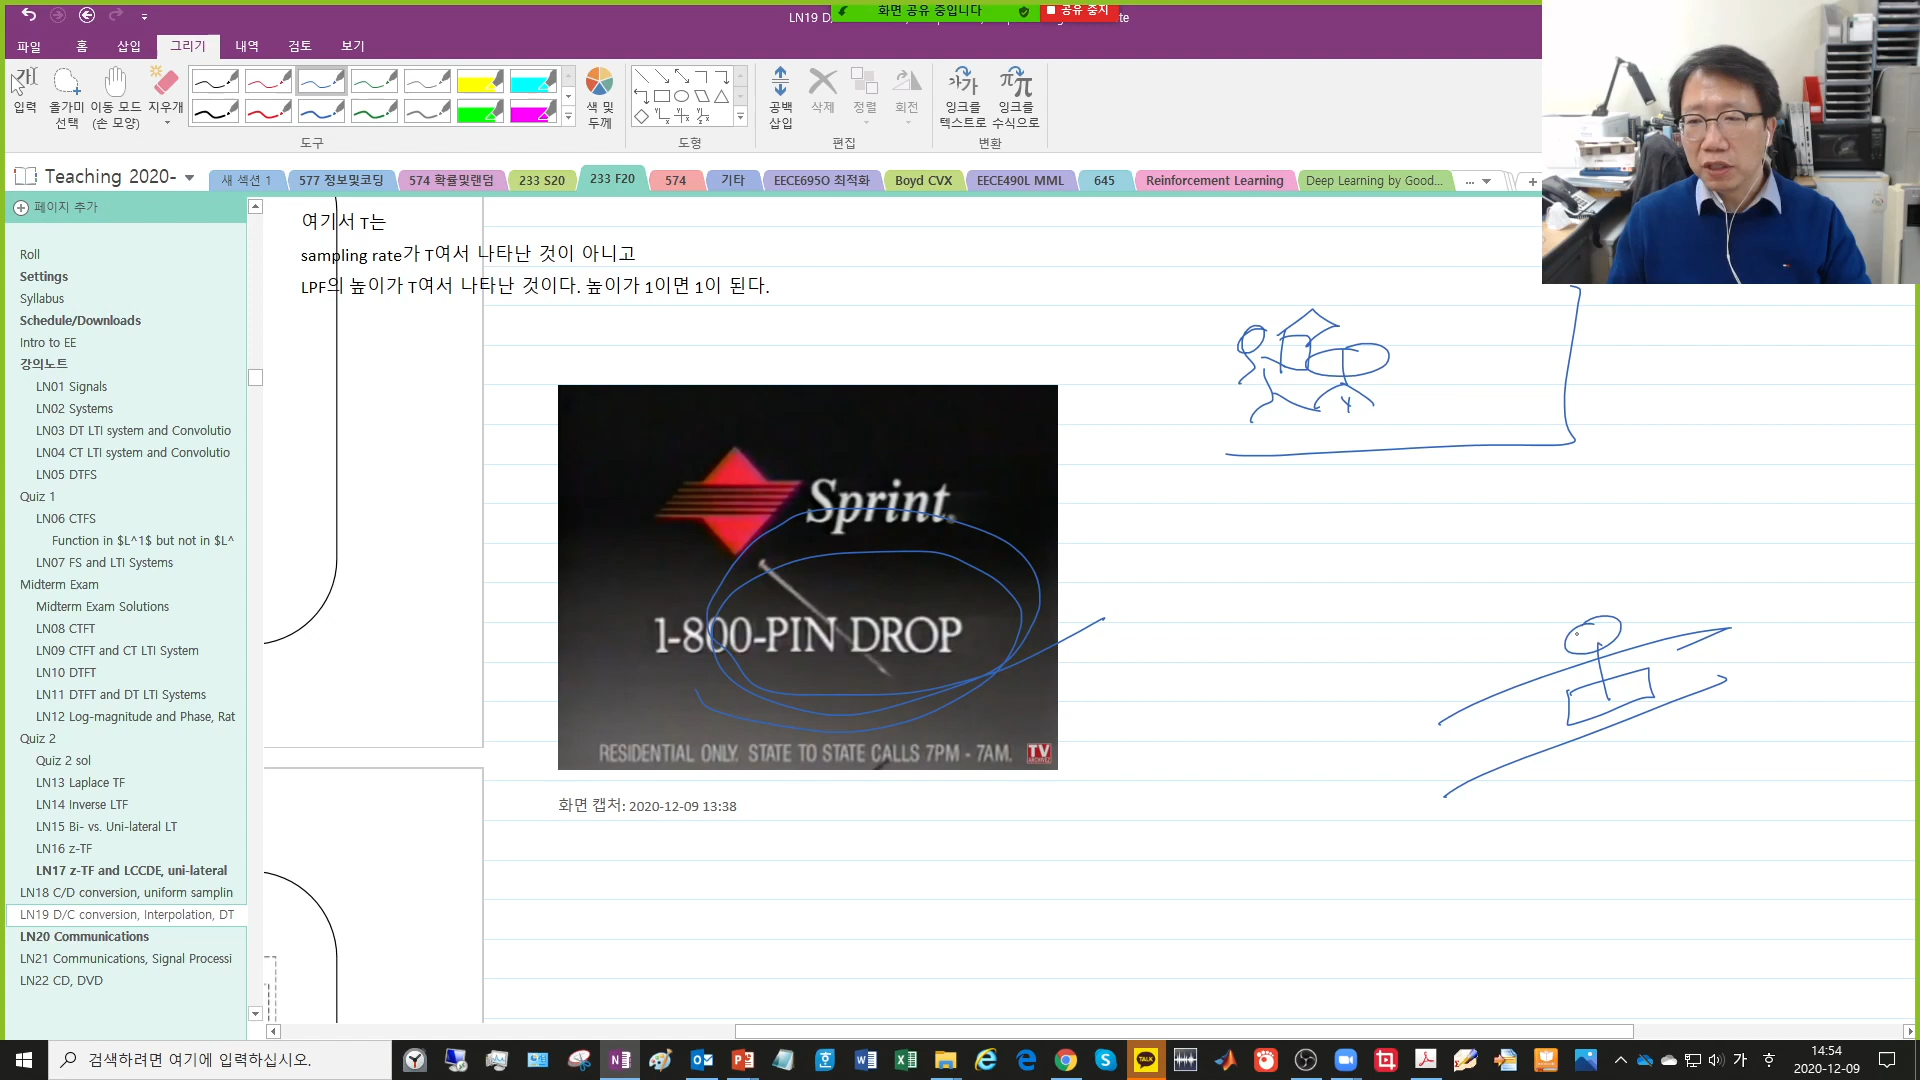 LN19 D/
te
화면 공유 중입니다
공유 중지
파일 홈 삽입 그리기 내역 검토 보기
입력
올가미 선택
이동 모드 (손 모양)
지우개
색 및 두께
공백 삽입
삭제
정렬
회전
잉크를 텍스트로
잉크를 수식으로
도구 도형 편집 변환
Teaching 2020-
새 섹션 1
577 정보및코딩
574 확률및랜덤
233 S20
233 F20
574
기타
EECE695O 최적화
Boyd CVX
EECE490L MML
645
Reinforcement Learning
Deep Learning by Good...
...
페이지 추가
Roll
Settings
Syllabus
Schedule/Downloads
Intro to EE
강의노트
LN01 Signals
LN02 Systems
LN03 DT LTI system and Convolutio
LN04 CT LTI system and Convolutio
LN05 DTFS
Quiz 1
LN06 CTFS
Function in $L^1$ but not in $L^
LN07 FS and LTI Systems
Midterm Exam
Midterm Exam Solutions
LN08 CTFT
LN09 CTFT and CT LTI System
LN10 DTFT
LN11 DTFT and DT LTI Systems
LN12 Log-magnitude and Phase, Rat
Quiz 2
Quiz 2 sol
LN13 Laplace TF
LN14 Inverse LTF
LN15 Bi- vs. Uni-lateral LT
LN16 z-TF
LN17 z-TF and LCCDE, uni-lateral
LN18 C/D conversion, uniform samplin
LN19 D/C conversion, Interpolation, DT
LN20 Communications
LN21 Communications, Signal Processi
LN22 CD, DVD
여기서 T는
sampling rate가 T여서 나타난 것이 아니고
LPF의 높이가 T여서 나타난 것이다. 높이가 1이면 1이 된다.
Sprint.
1-800-PIN DROP
RESIDENTIAL ONLY. STATE TO STATE CALLS 7PM - 7AM.
TV
화면 캡처: 2020-12-09 13:38
검색하려면 여기에 입력하십시오.
TALK
가
14:54
2020-12-09